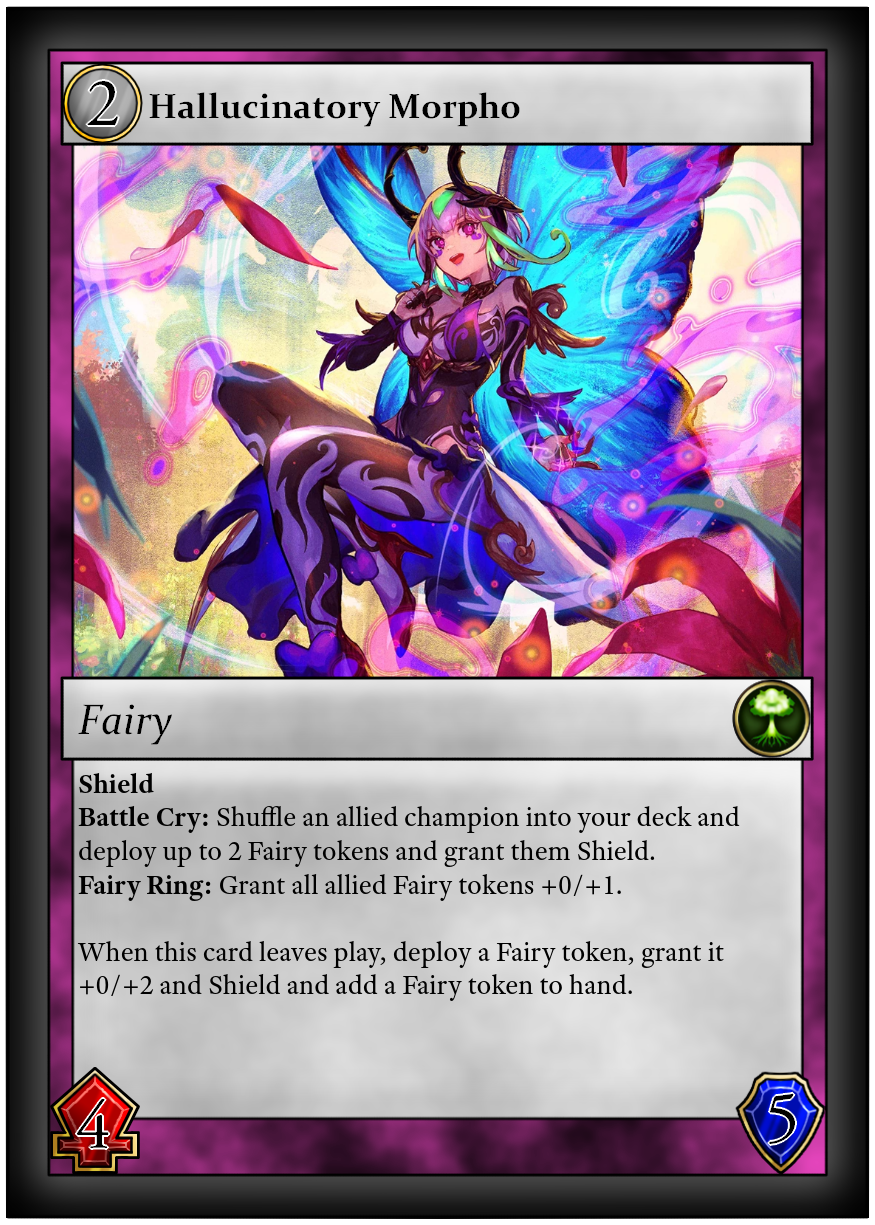 2
Hallucinatory Morpho
Fairy
Shield
Battle Cry: Shuffle an allied champion into your deck and
deploy up to 2 Fairy tokens and grant them Shield.
Fairy Ring: Grant all allied Fairy tokens +0/+1.
When this card leaves play, deploy a Fairy token, grant it
+0/+2 and Shield and add a Fairy token to hand.
4
5